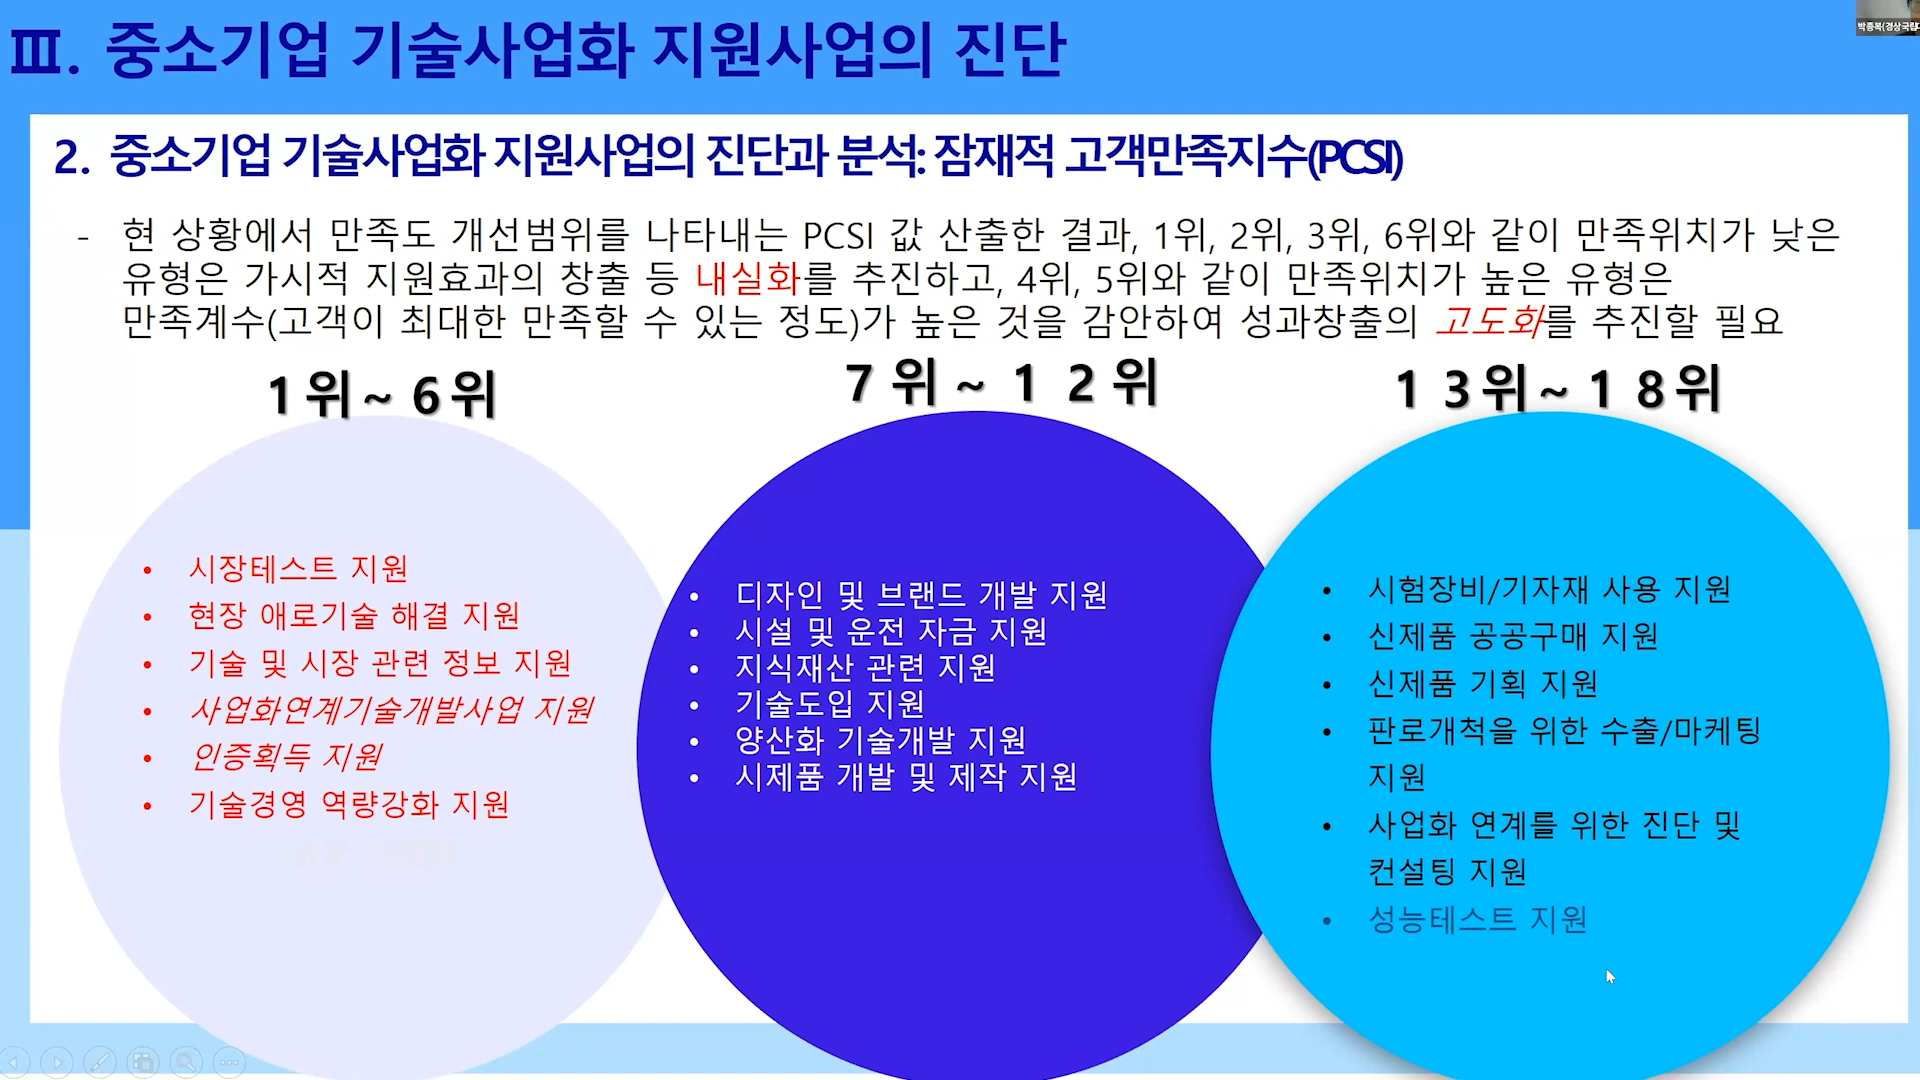 Ⅲ. 중소기업 기술사업화 지원사업의 진단
2. 중소기업 기술사업화 지원사업의 진단과 분석: 잠재적 고객만족지수(PCSI)
- 현 상황에서 만족도 개선범위를 나타내는 PCSI 값 산출한 결과, 1위, 2위, 3위, 6위와 같이 만족위치가 낮은
유형은 가시적 지원효과의 창출 등 내실화를 추진하고, 4위, 5위와 같이 만족위치가 높은 유형은
만족계수(고객이 최대한 만족할 수 있는 정도)가 높은 것을 감안하여 성과창출의 고도화를 추진할 필요
1위~6위
• 시장테스트 지원
• 현장 애로기술 해결 지원
• 기술 및 시장 관련 정보 지원
• 사업화연계기술개발사업 지원
• 인증획득 지원
• 기술경영 역량강화 지원
7위~12위
• 디자인 및 브랜드 개발 지원
• 시설 및 운전 자금 지원
• 지식재산 관련 지원
• 기술도입 지원
• 양산화 기술개발 지원
• 시제품 개발 및 제작 지원
13위~18위
• 시험장비/기자재 사용 지원
• 신제품 공공구매 지원
• 신제품 기획 지원
• 판로개척을 위한 수출/마케팅
지원
• 사업화 연계를 위한 진단 및
컨설팅 지원
• 성능테스트 지원
박종복(경상국립